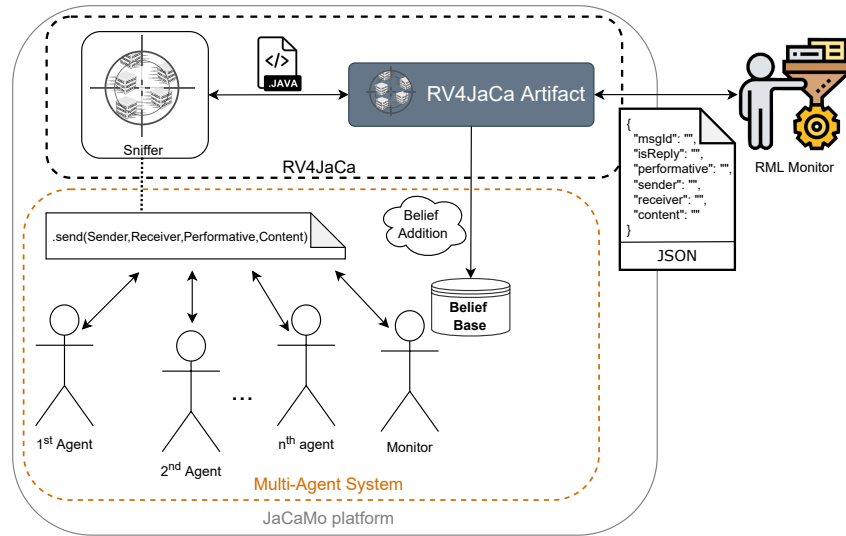 </>
.JAVA
RV4JaCa Artifact
Sniffer
RV4JaCa
{
"msgId": "",
"isReply": "",
"performative": "",
"sender": "",
"receiver": "",
"content": ""
}
JSON
RML Monitor
.send(Sender,Receiver,Performative,Content)
Belief
Addition
Belief
Base
1st Agent
2nd Agent
...
nth agent
Monitor
Multi-Agent System
JaCaMo platform